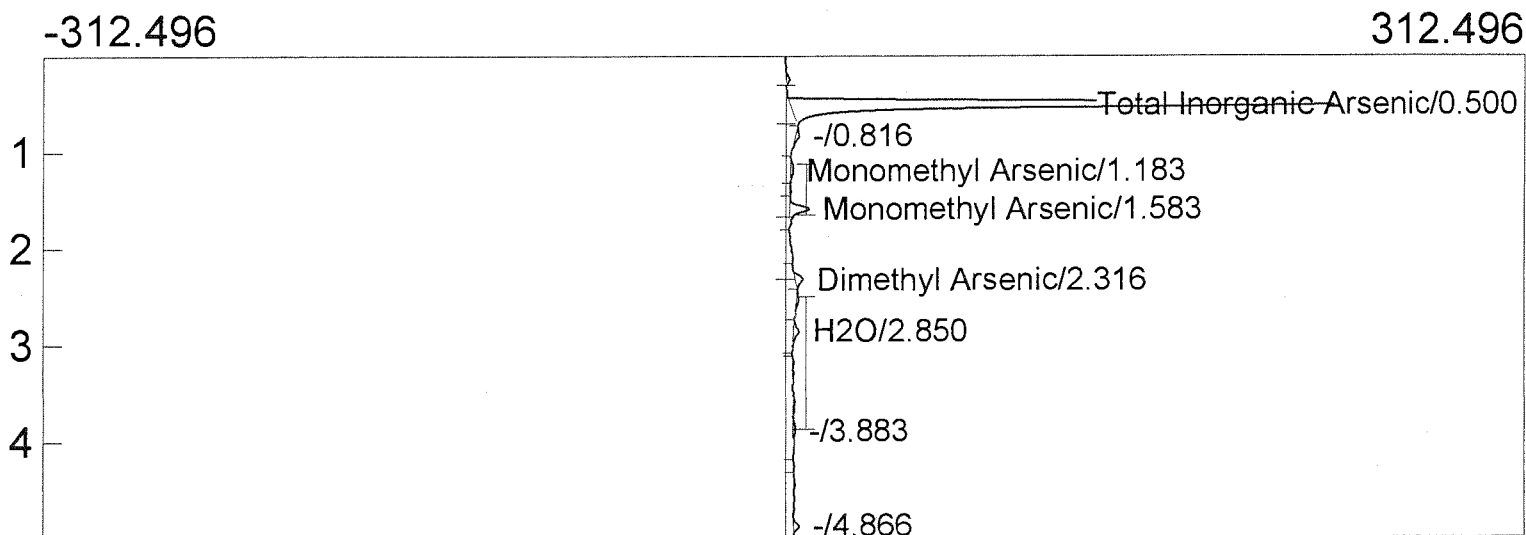 -312.496 312.496
Total Inorganic Arsenic/0.500
-/0.816
1
Monomethyl Arsenic/1.183
Monomethyl Arsenic/1.583
2
Dimethyl Arsenic/2.316
H2O/2.850
3
-/3.883
4
-/4.866